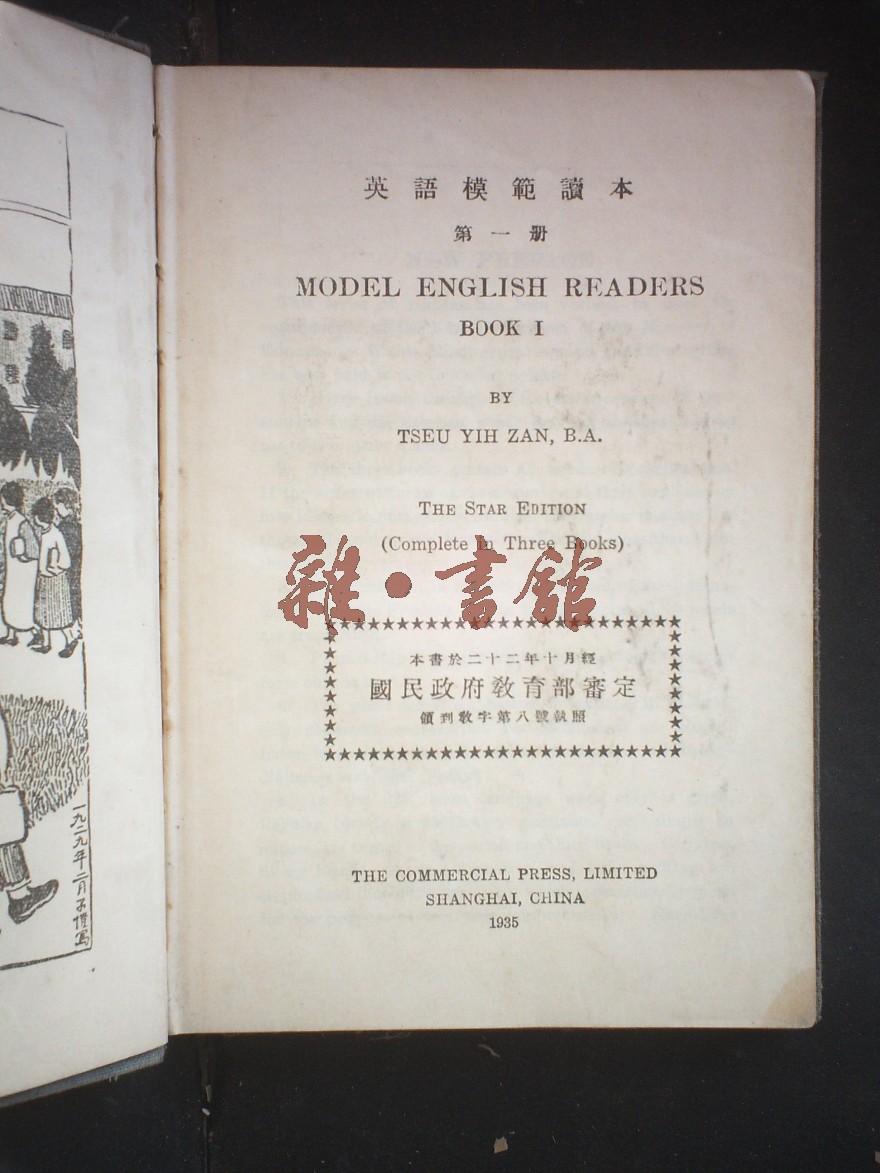 英語模範讀本
第一册
MODEL ENGLISH READERS
BOOK I
BY
TSEU YIH ZAN, B.A.
THE STAR EDITION
(Complete in Three Books)
雜·書館
本書於二十二年十月經
國民政府教育部審定
領到教字第八號執照
THE COMMERCIAL PRESS, LIMITED
SHANGHAI, CHINA
1935
一九二九年二月子愷寫